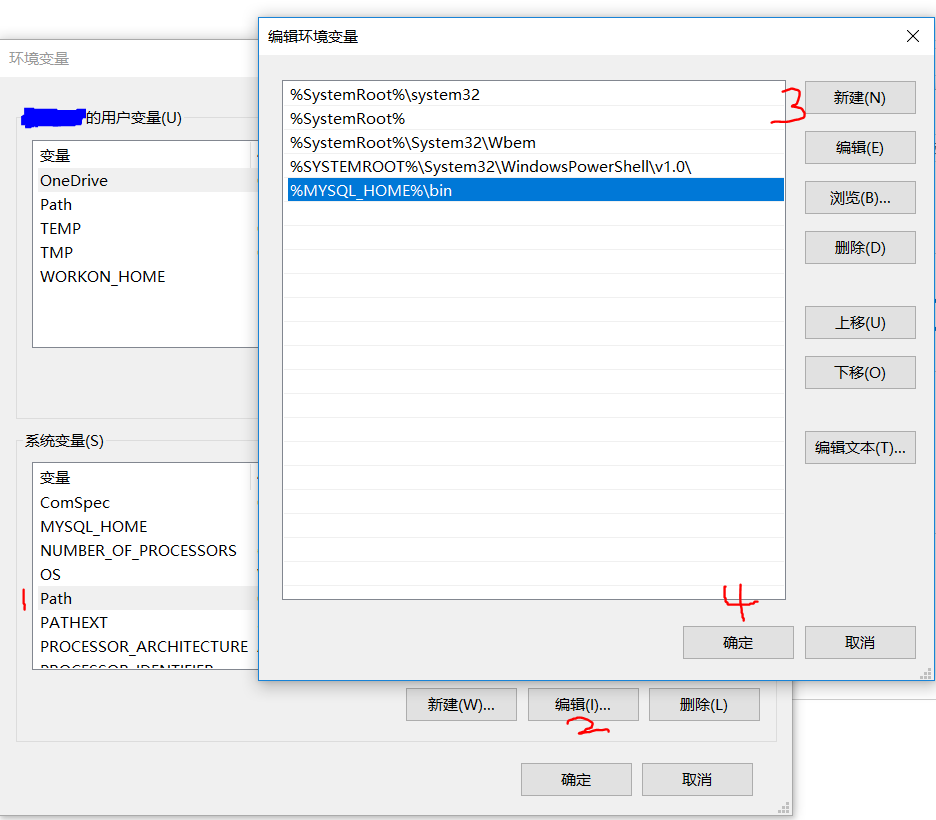 编辑环境变量
%SystemRoot%\system32
%SystemRoot%
%SystemRoot%\System32\Wbem
%SYSTEMROOT%\System32\WindowsPowerShell\v1.0\
%MYSQL_HOME%\bin
3
新建(N)
编辑(E)
浏览(B)...
删除(D)
上移(U)
下移(O)
编辑文本(T)...
4
确定
取消
环境变量
的用户变量(U)
变量
OneDrive
Path
TEMP
TMP
WORKON_HOME
系统变量(S)
变量
ComSpec
MYSQL_HOME
NUMBER_OF_PROCESSORS
OS
1
Path
PATHEXT
PROCESSOR_ARCHITECTURE
PROCESSOR_IDENTIFIER
新建(W)...
编辑(I)...
删除(L)
2
确定
取消